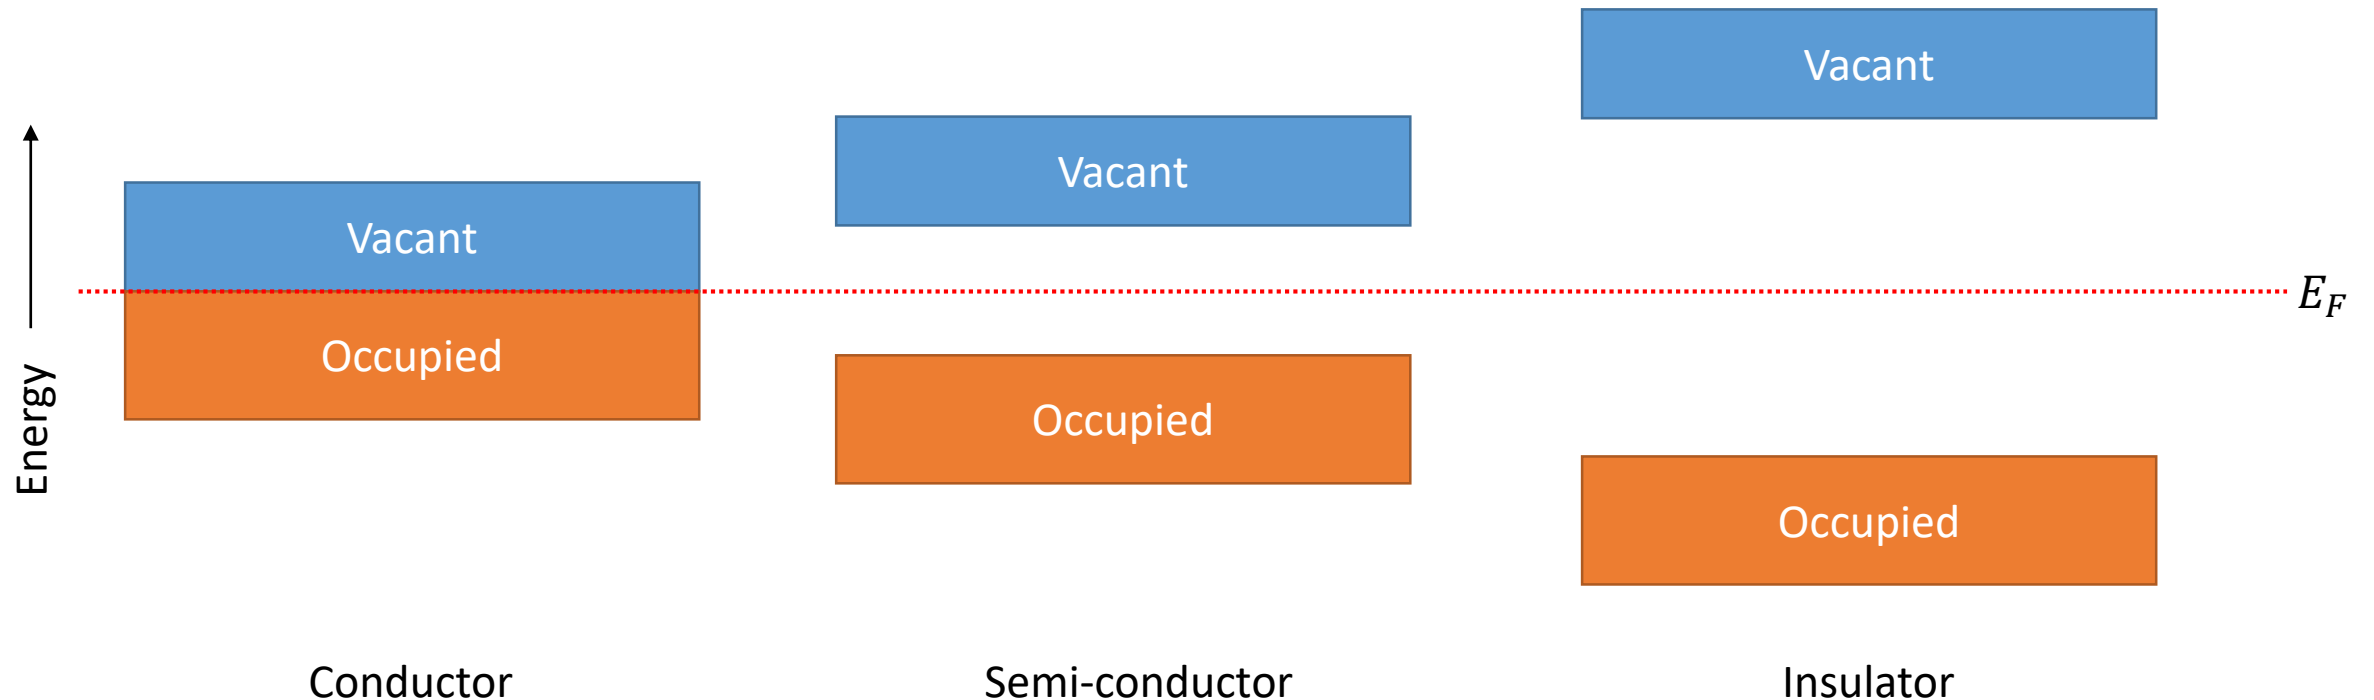 Vacant
Vacant
Vacant
E_F
Occupied
Occupied
Occupied
Energy
Conductor
Semi-conductor
Insulator